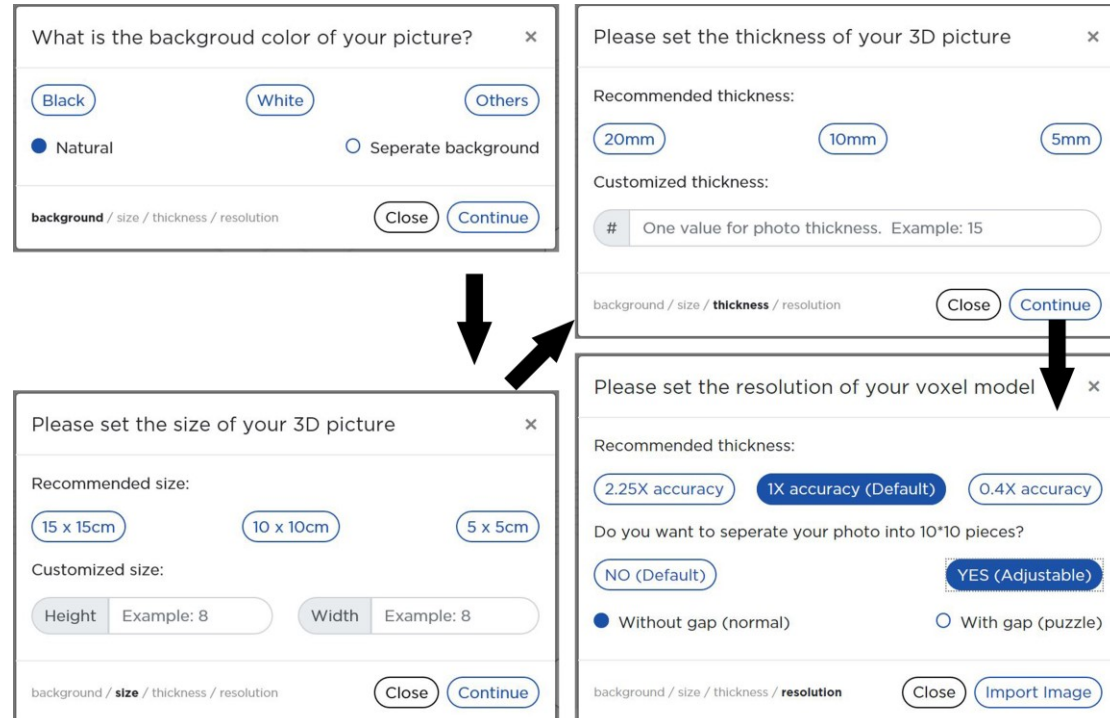 What is the backgroud color of your picture? ×
Black White Others
Natural Seperate background
background / size / thickness / resolution Close Continue
Please set the size of your 3D picture ×
Recommended size:
15 x 15cm 10 x 10cm 5 x 5cm
Customized size:
Height Example: 8 Width Example: 8
background / size / thickness / resolution Close Continue
Please set the thickness of your 3D picture ×
Recommended thickness:
20mm 10mm 5mm
Customized thickness:
# One value for photo thickness. Example: 15
background / size / thickness / resolution Close Continue
Please set the resolution of your voxel model ×
Recommended thickness:
2.25X accuracy 1X accuracy (Default) 0.4X accuracy
Do you want to seperate your photo into 10*10 pieces?
NO (Default) YES (Adjustable)
Without gap (normal) With gap (puzzle)
background / size / thickness / resolution Close Import Image